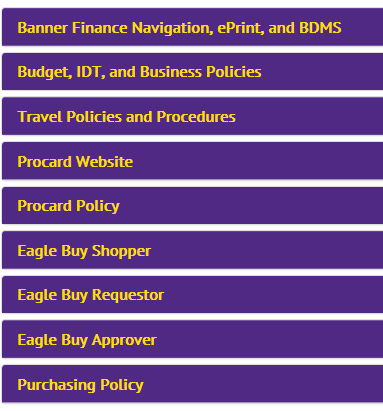 Banner Finance Navigation, ePrint, and BDMS
Budget, IDT, and Business Policies
Travel Policies and Procedures
Procard Website
Procard Policy
Eagle Buy Shopper
Eagle Buy Requestor
Eagle Buy Approver
Purchasing Policy